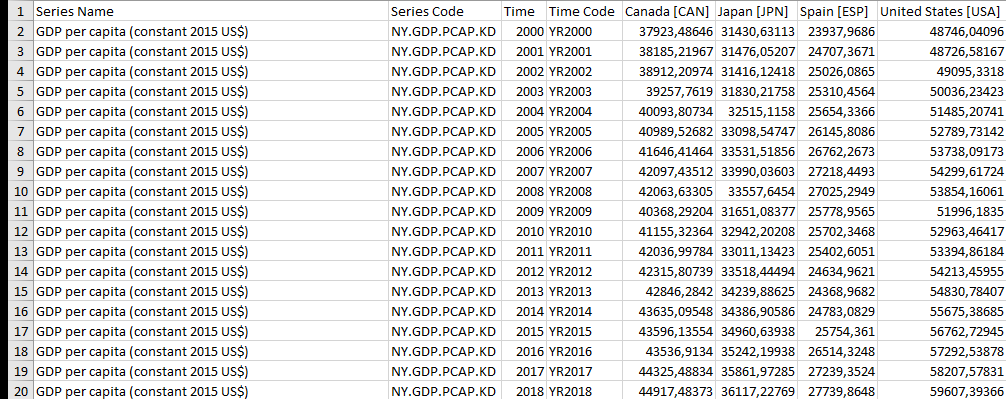 1 Series Name Series Code Time Time Code Canada [CAN] Japan [JPN] Spain [ESP] United States [USA]
2 GDP per capita (constant 2015 US$) NY.GDP.PCAP.KD 2000 YR2000 37923,48646 31430,63113 23937,9686 48746,04096
3 GDP per capita (constant 2015 US$) NY.GDP.PCAP.KD 2001 YR2001 38185,21967 31476,05207 24707,3671 48726,58167
4 GDP per capita (constant 2015 US$) NY.GDP.PCAP.KD 2002 YR2002 38912,20974 31416,12418 25026,0865 49095,3318
5 GDP per capita (constant 2015 US$) NY.GDP.PCAP.KD 2003 YR2003 39257,7619 31830,21758 25310,4564 50036,23423
6 GDP per capita (constant 2015 US$) NY.GDP.PCAP.KD 2004 YR2004 40093,80734 32515,1158 25654,3366 51485,20741
7 GDP per capita (constant 2015 US$) NY.GDP.PCAP.KD 2005 YR2005 40989,52682 33098,54747 26145,8086 52789,73142
8 GDP per capita (constant 2015 US$) NY.GDP.PCAP.KD 2006 YR2006 41646,41464 33531,51856 26762,2673 53738,09173
9 GDP per capita (constant 2015 US$) NY.GDP.PCAP.KD 2007 YR2007 42097,43512 33990,03603 27218,4493 54299,61724
10 GDP per capita (constant 2015 US$) NY.GDP.PCAP.KD 2008 YR2008 42063,63305 33557,6454 27025,2949 53854,16061
11 GDP per capita (constant 2015 US$) NY.GDP.PCAP.KD 2009 YR2009 40368,29204 31651,08377 25778,9565 51996,1835
12 GDP per capita (constant 2015 US$) NY.GDP.PCAP.KD 2010 YR2010 41155,32364 32942,20208 25702,3468 52963,46417
13 GDP per capita (constant 2015 US$) NY.GDP.PCAP.KD 2011 YR2011 42036,99784 33011,13423 25402,6051 53394,86184
14 GDP per capita (constant 2015 US$) NY.GDP.PCAP.KD 2012 YR2012 42315,80739 33518,44494 24634,9621 54213,45955
15 GDP per capita (constant 2015 US$) NY.GDP.PCAP.KD 2013 YR2013 42846,2842 34239,88625 24368,9682 54830,78407
16 GDP per capita (constant 2015 US$) NY.GDP.PCAP.KD 2014 YR2014 43635,09548 34386,90586 24783,0829 55675,38685
17 GDP per capita (constant 2015 US$) NY.GDP.PCAP.KD 2015 YR2015 43596,13554 34960,63938 25754,361 56762,72945
18 GDP per capita (constant 2015 US$) NY.GDP.PCAP.KD 2016 YR2016 43536,9134 35242,19938 26514,3248 57292,53878
19 GDP per capita (constant 2015 US$) NY.GDP.PCAP.KD 2017 YR2017 44325,48834 35861,97285 27239,3524 58207,57831
20 GDP per capita (constant 2015 US$) NY.GDP.PCAP.KD 2018 YR2018 44917,48373 36117,22769 27739,8648 59607,39366